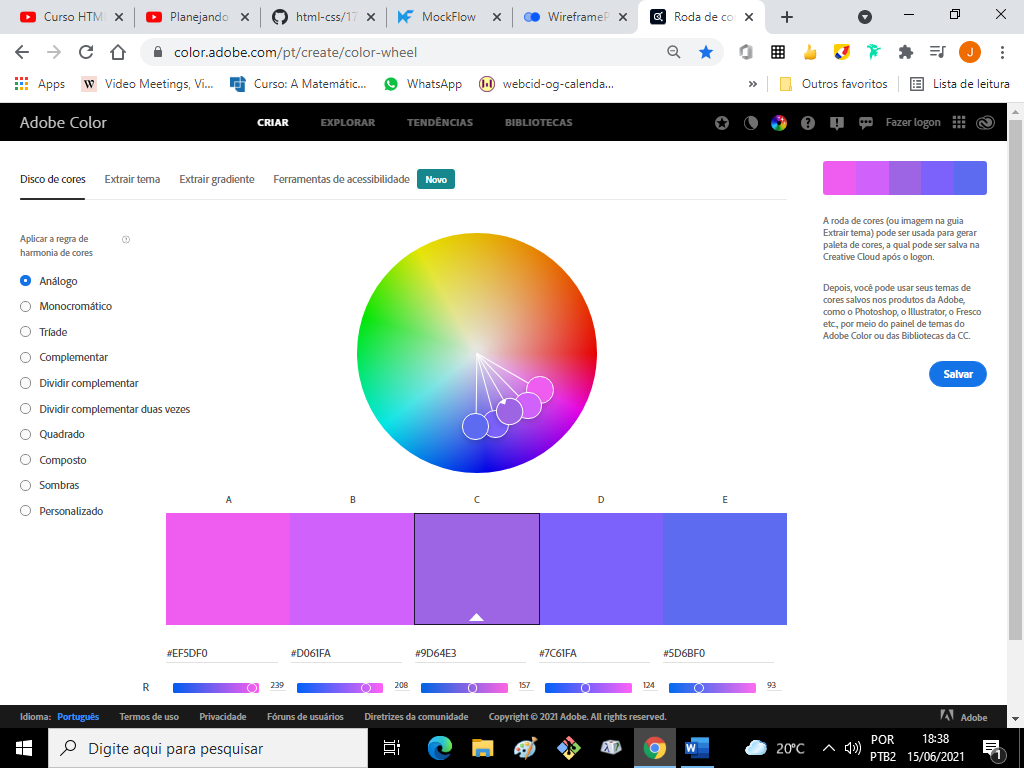 Curso HTML
Planejando
html-css/17
MockFlow
WireframeP
Roda de co
color.adobe.com/pt/create/color-wheel
J
Apps
Video Meetings, Vi...
Curso: A Matemátic...
WhatsApp
webcid-og-calenda...
»
Outros favoritos
Lista de leitura
Adobe Color
CRIAR
EXPLORAR
TENDÊNCIAS
BIBLIOTECAS
Fazer logon
Disco de cores
Extrair tema
Extrair gradiente
Ferramentas de acessibilidade
Novo
Aplicar a regra de
harmonia de cores
Análogo
Monocromático
Tríade
Complementar
Dividir complementar
Dividir complementar duas vezes
Quadrado
Composto
Sombras
Personalizado
A roda de cores (ou imagem na guia
Extrair tema) pode ser usada para gerar
paleta de cores, a qual pode ser salva na
Creative Cloud após o logon.
Depois, você pode usar seus temas de
cores salvos nos produtos da Adobe,
como o Photoshop, o Illustrator, o Fresco
etc., por meio do painel de temas do
Adobe Color ou das Bibliotecas da CC.
Salvar
A B C D E
#EF5DF0 #D061FA #9D64E3 #7C61FA #5D6BF0
R 239 208 157 124 93
Idioma: Português
Termos de uso
Privacidade
Fóruns de usuários
Diretrizes da comunidade
Copyright © 2021 Adobe. All rights reserved.
Adobe
Digite aqui para pesquisar
20°C
POR
PTB2
18:38
15/06/2021
1